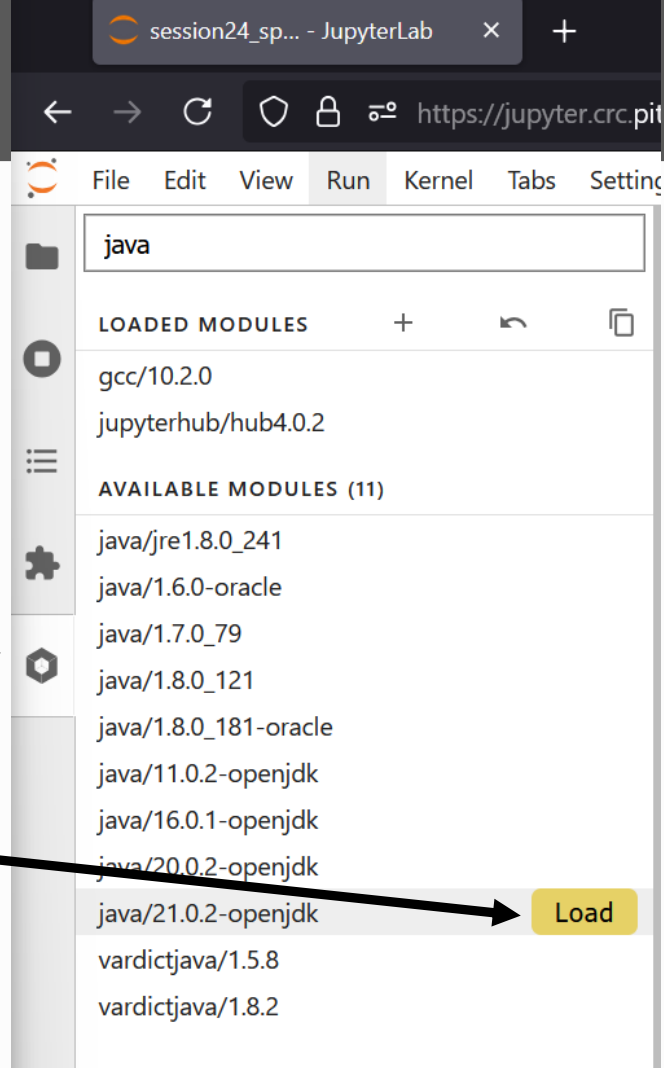 session24_sp... - JupyterLab
https://jupyter.crc.pit
File Edit View Run Kernel Tabs Setting
java
LOADED MODULES
gcc/10.2.0
jupyterhub/hub4.0.2
AVAILABLE MODULES (11)
java/jre1.8.0_241
java/1.6.0-oracle
java/1.7.0_79
java/1.8.0_121
java/1.8.0_181-oracle
java/11.0.2-openjdk
java/16.0.1-openjdk
java/20.0.2-openjdk
java/21.0.2-openjdk Load
vardictjava/1.5.8
vardictjava/1.8.2